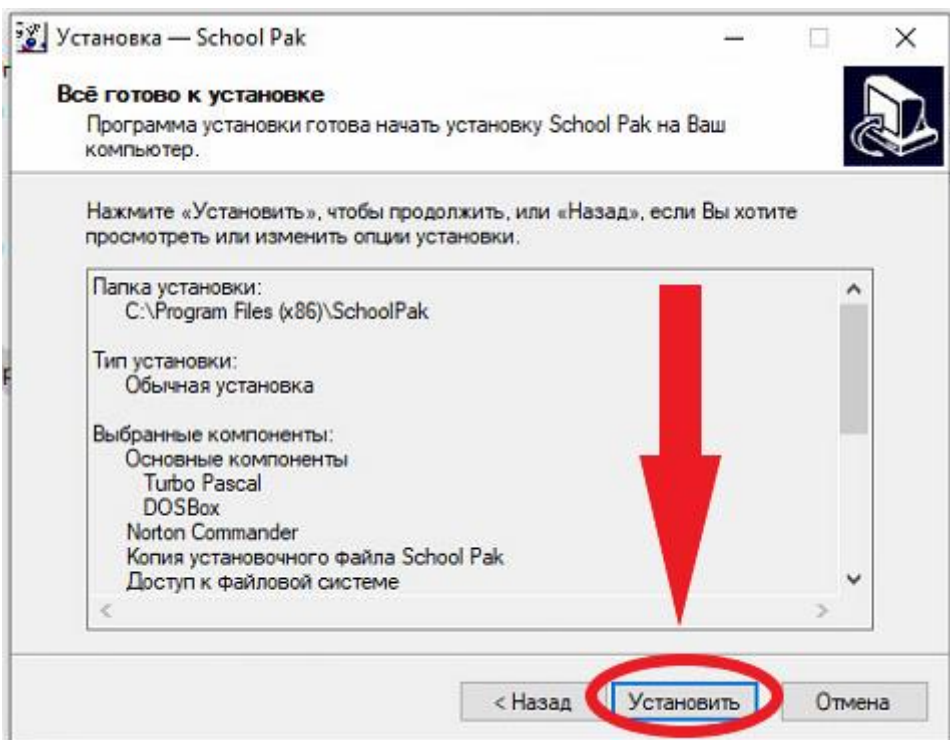 Установка — School Pak
Всё готово к установке
Программа установки готова начать установку School Pak на Ваш
компьютер.
Нажмите «Установить», чтобы продолжить, или «Назад», если Вы хотите
просмотреть или изменить опции установки.
Папка установки:
C:\Program Files (x86)\SchoolPak
Тип установки:
Обычная установка
Выбранные компоненты:
Основные компоненты
Turbo Pascal
DOSBox
Norton Commander
Копия установочного файла School Pak
Доступ к файловой системе
< Назад
Установить
Отмена